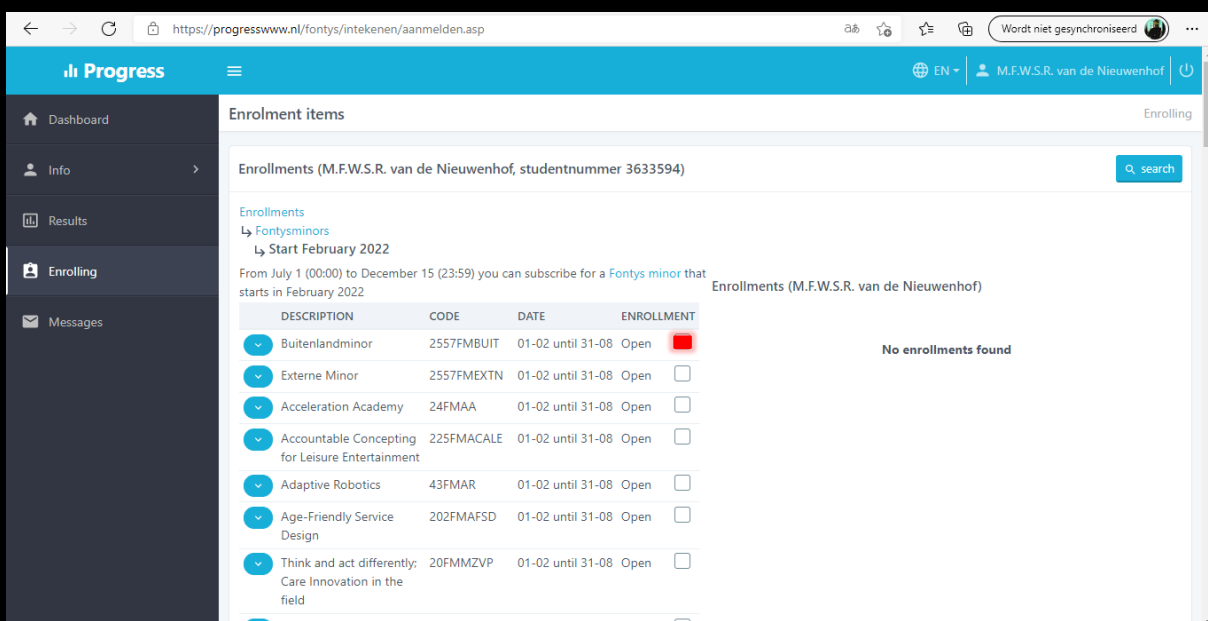 https://progresswww.nl/fontys/intekenen/aanmelden.asp
aあ
Wordt niet gesynchroniseerd
Progress
EN
M.F.W.S.R. van de Nieuwenhof
Dashboard
Info
Results
Enrolling
Messages
Enrolment items
Enrolling
Enrollments (M.F.W.S.R. van de Nieuwenhof, studentnummer 3633594)
search
Enrollments
Fontysminors
Start February 2022
From July 1 (00:00) to December 15 (23:59) you can subscribe for a Fontys minor that
starts in February 2022
DESCRIPTION CODE DATE ENROLLMENT
Buitenlandminor 2557FMBUIT 01-02 until 31-08 Open
Externe Minor 2557FMEXTN 01-02 until 31-08 Open
Acceleration Academy 24FMAA 01-02 until 31-08 Open
Accountable Concepting 225FMACALE 01-02 until 31-08 Open
for Leisure Entertainment
Adaptive Robotics 43FMAR 01-02 until 31-08 Open
Age-Friendly Service 202FMAFSD 01-02 until 31-08 Open
Design
Think and act differently; 20FMMZVP 01-02 until 31-08 Open
Care Innovation in the
field
Enrollments (M.F.W.S.R. van de Nieuwenhof)
No enrollments found